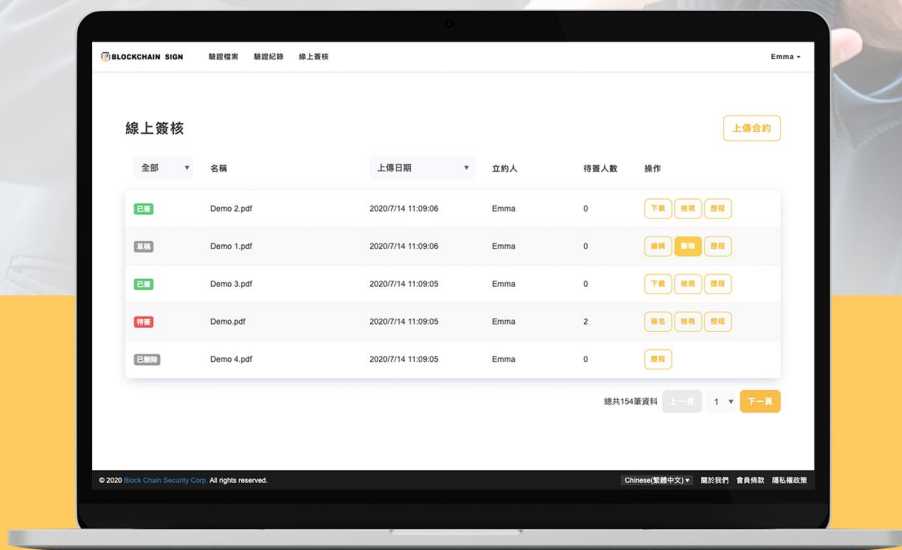 BLOCKCHAIN SIGN 驗證檔案 驗證紀錄 線上簽核 Emma
線上簽核 上傳合約
全部 名稱 上傳日期 立約人 待簽人數 操作
已簽 Demo 2.pdf 2020/7/14 11:09:06 Emma 0 下載 檢視 歷程
草稿 Demo 1.pdf 2020/7/14 11:09:06 Emma 0 編輯 刪除 歷程
已簽 Demo 3.pdf 2020/7/14 11:09:05 Emma 0 下載 檢視 歷程
待簽 Demo.pdf 2020/7/14 11:09:05 Emma 2 簽名 檢視 歷程
已刪除 Demo 4.pdf 2020/7/14 11:09:05 Emma 0 歷程
總共154筆資料 上一頁 1 下一頁
© 2020 Block Chain Security Corp. All rights reserved. Chinese(繁體中文) 關於我們 會員條款 隱私權政策